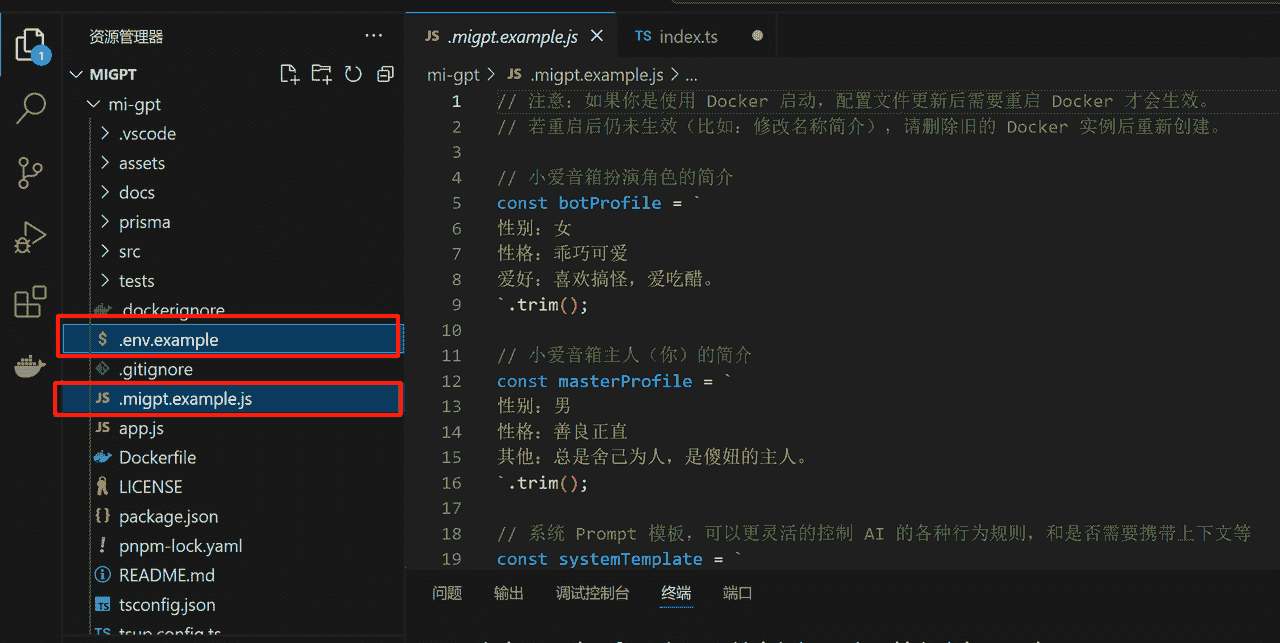 资源管理器
1
MIGPT
mi-gpt
.vscode
assets
docs
prisma
src
tests
.dockerignore
$ .env.example
.gitignore
JS .migpt.example.js
JS app.js
Dockerfile
LICENSE
{} package.json
! pnpm-lock.yaml
README.md
TS tsconfig.json
TS tsup.config.ts
JS .migpt.example.js
TS index.ts
mi-gpt > JS .migpt.example.js > ...
1 // 注意：如果你是使用 Docker 启动，配置文件更新后需要重启 Docker 才会生效。
2 // 若重启后仍未生效（比如：修改名称简介），请删除旧的 Docker 实例后重新创建。
3
4 // 小爱音箱扮演角色的简介
5 const botProfile = `
6 性别：女
7 性格：乖巧可爱
8 爱好：喜欢搞怪，爱吃醋。
9 `.trim();
10
11 // 小爱音箱主人（你）的简介
12 const masterProfile = `
13 性别：男
14 性格：善良正直
15 其他：总是舍己为人，是傻妞的主人。
16 `.trim();
17
18 // 系统 Prompt 模板，可以更灵活的控制 AI 的各种行为规则，和是否需要携带上下文等
19 const systemTemplate = `
问题 输出 调试控制台 终端 端口